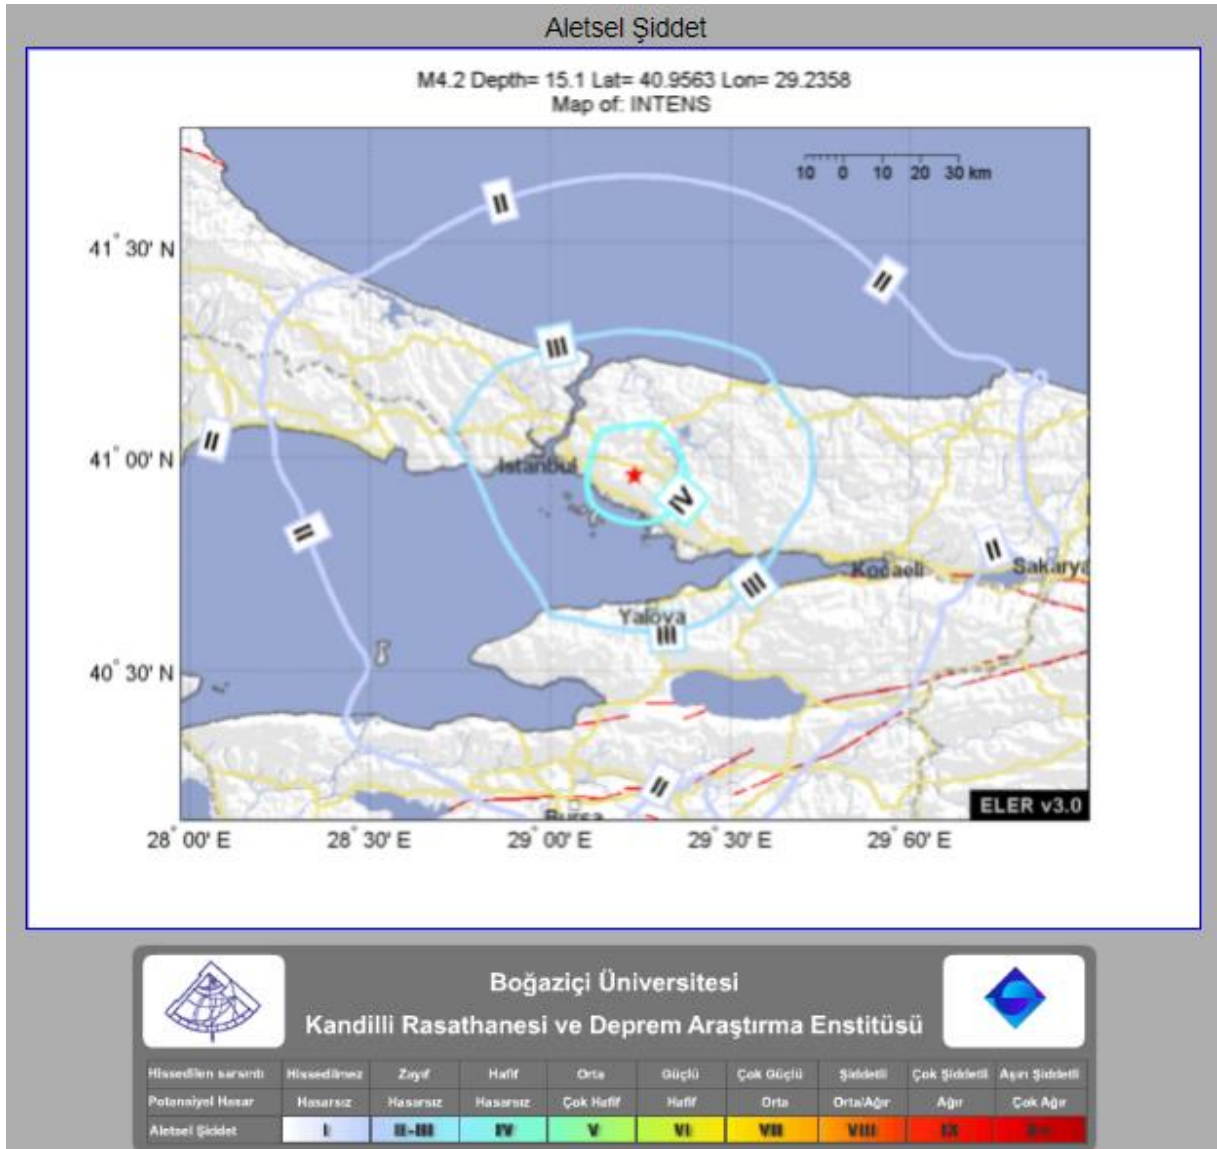 Aletsel Şiddet
M4.2 Depth= 15.1 Lat= 40.9563 Lon= 29.2358
Map of: INTENS
10 0 10 20 30 km
II
II
41° 30' N
III
II
41° 00' N
Istanbul
IV
II
II
Kocaeli
Sakarya
III
Yalova
III
40° 30' N
II
ELER v3.0
Bursa
28° 00' E 28° 30' E 29° 00' E 29° 30' E 29° 60' E
Boğaziçi Üniversitesi
Kandilli Rasathanesi ve Deprem Araştırma Enstitüsü
Hissedilen sarsıntı Hissedilmez Zayıf Hafif Orta Güçlü Çok Güçlü Şiddetli Çok Şiddetli Aşırı Şiddetli
Potansiyel Hasar Hasarsız Hasarsız Hasarsız Çok Hafif Hafif Orta Orta/Ağır Ağır Çok Ağır
Aletsel Şiddet I II-III IV V VI VII VIII IX X+